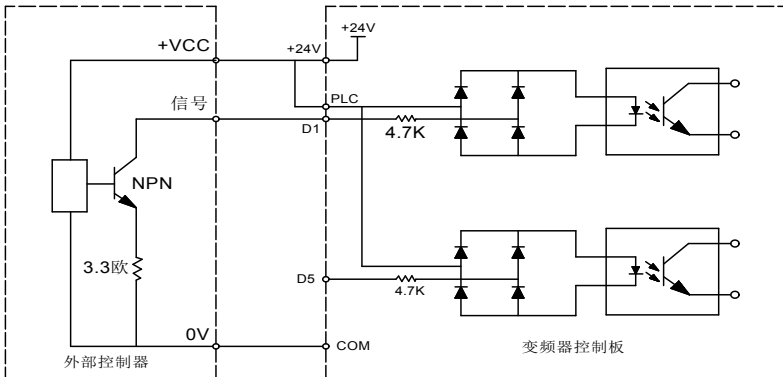 +24V
+VCC
+24V
信号
PLC
D1
4.7K
NPN
3.3欧
D5
4.7K
0V
COM
外部控制器
变频器控制板